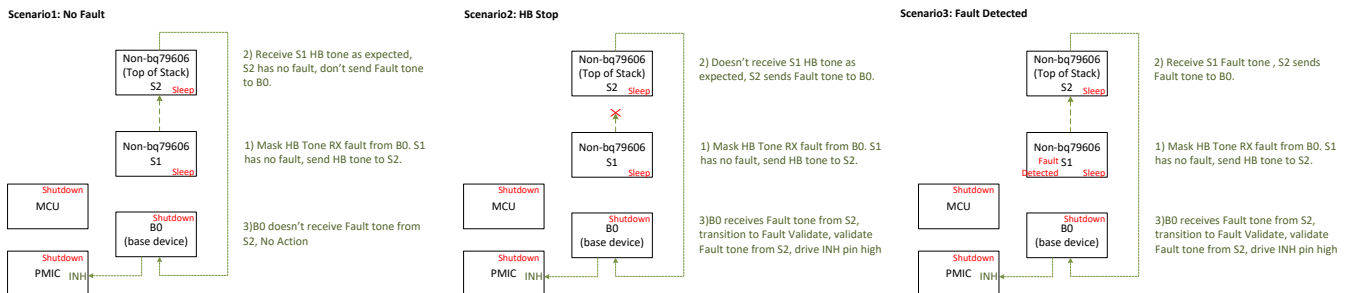 Scenario1: No Fault
Non-bq79606
(Top of Stack)
S2
Sleep
2) Receive S1 HB tone as expected,
S2 has no fault, don't send Fault tone
to B0.
Non-bq79606
S1
Sleep
1) Mask HB Tone RX fault from B0. S1
has no fault, send HB tone to S2.
Shutdown
MCU
Shutdown
B0
(base device)
3)B0 doesn't receive Fault tone from
S2, No Action
Shutdown
PMIC
INH
Scenario2: HB Stop
Non-bq79606
(Top of Stack)
S2
Sleep
2) Doesn't receive S1 HB tone as
expected, S2 sends Fault tone to B0.
Non-bq79606
S1
Sleep
1) Mask HB Tone RX fault from B0. S1
has no fault, send HB tone to S2.
Shutdown
MCU
Shutdown
B0
(base device)
3)B0 receives Fault tone from S2,
transition to Fault Validate, validate
Fault tone from S2, drive INH pin high
Shutdown
PMIC
INH
Scenario3: Fault Detected
Non-bq79606
(Top of Stack)
S2
Sleep
2) Receive S1 Fault tone , S2 sends
Fault tone to B0.
Non-bq79606
Fault
Detected
S1
Sleep
1) Mask HB Tone RX fault from B0. S1
has no fault, send HB tone to S2.
Shutdown
MCU
Shutdown
B0
(base device)
3)B0 receives Fault tone from S2,
transition to Fault Validate, validate
Fault tone from S2, drive INH pin high
Shutdown
PMIC
INH